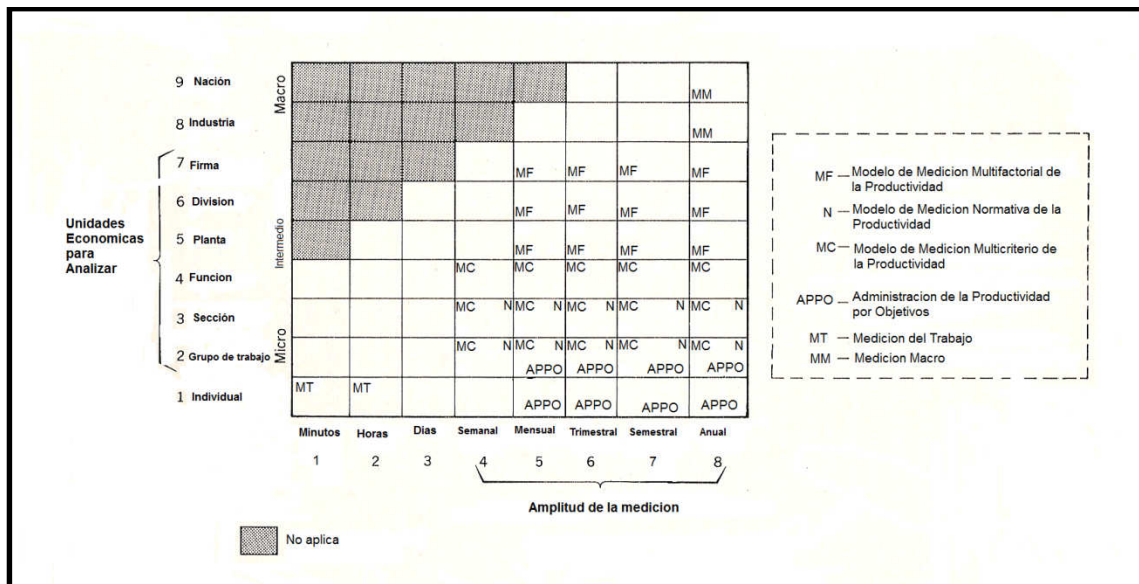 9 Nación
Macro
MM
8 Industria
MM
7 Firma
MF MF MF MF
6 Division
MF MF MF MF
Unidades
Economicas
para
Analizar
5 Planta
Intermedio
MF MF MF MF
4 Funcion
MC MC MC MC MC
3 Sección
MC N MC N MC N MC N MC N
2 Grupo de trabajo
Micro
MC N MC N MC N MC N MC N
APPO APPO APPO APPO
1 Individual
MT MT
APPO APPO APPO APPO
Minutos Horas Dias Semanal Mensual Trimestral Semestral Anual
1 2 3 4 5 6 7 8
Amplitud de la medicion
No aplica
MF — Modelo de Medicion Multifactorial de
la Productividad
N — Modelo de Medicion Normativa de la
Productividad
MC — Modelo de Medicion Multicriterio de
la Productividad
APPO — Administracion de la Productividad
por Objetivos
MT — Medicion del Trabajo
MM — Medicion Macro